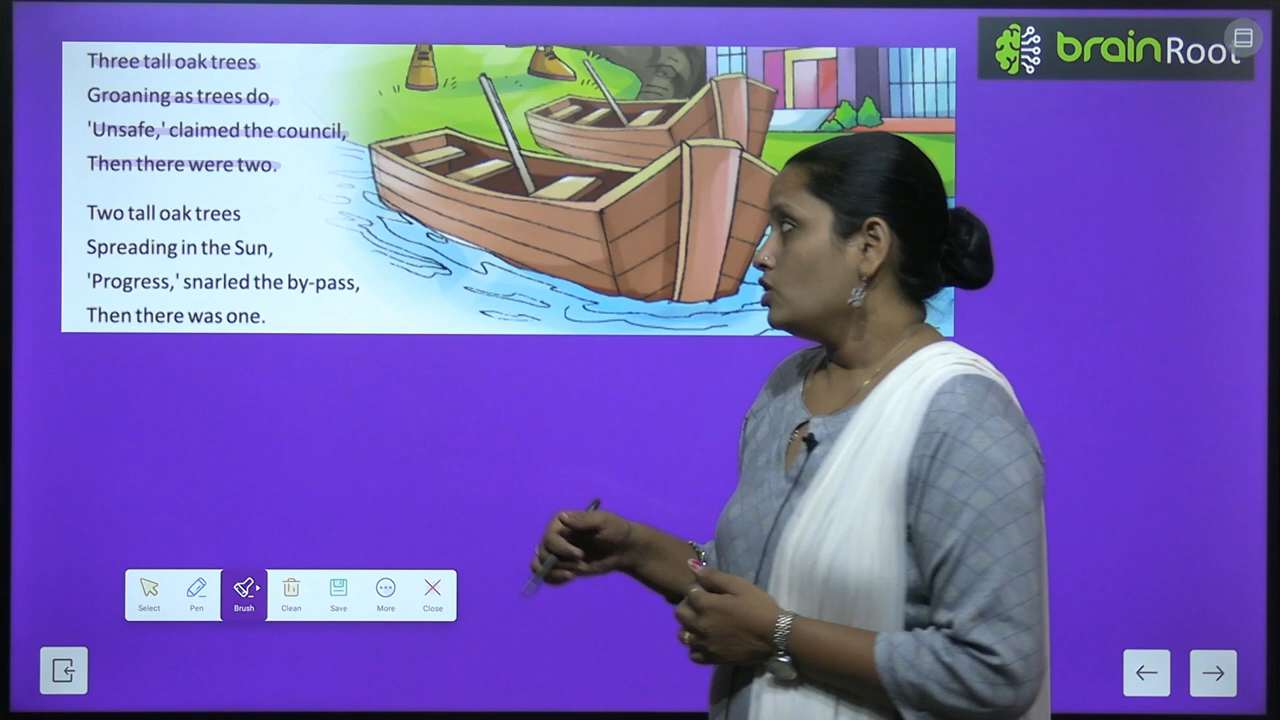 Three tall oak trees
Groaning as trees do,
'Unsafe,' claimed the council,
Then there were two.
Two tall oak trees
Spreading in the Sun,
'Progress,' snarled the by-pass,
Then there was one.
brainRoot
Select Pen Brush Clean Save More Close